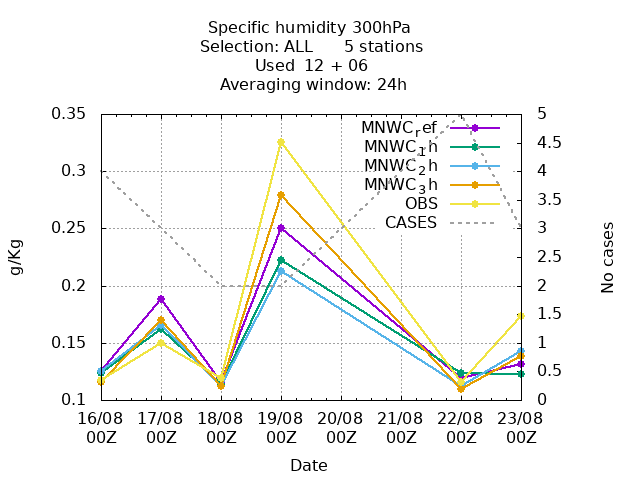 Specific humidity 300hPa
Selection: ALL      5 stations
Used  12 + 06
Averaging window: 24h
0.35
0.3
0.25
0.2
0.15
0.1
g/Kg
5
4.5
4
3.5
3
2.5
2
1.5
1
0.5
0
No cases
MNWC_ref
MNWC_1h
MNWC_2h
MNWC_3h
OBS
CASES
16/08 17/08 18/08 19/08 20/08 21/08 22/08 23/08
00Z 00Z 00Z 00Z 00Z 00Z 00Z 00Z
Date